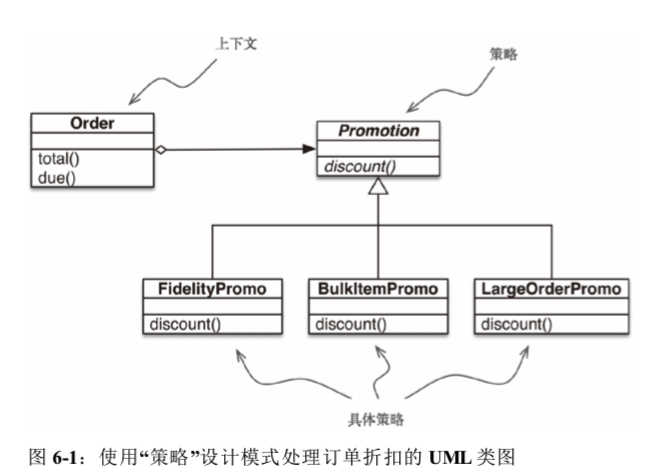 上下文
策略
Order
Promotion
total()
due()
discount()
FidelityPromo
BulkItemPromo
LargeOrderPromo
discount()
discount()
discount()
具体策略
图 6-1：使用“策略”设计模式处理订单折扣的 UML 类图